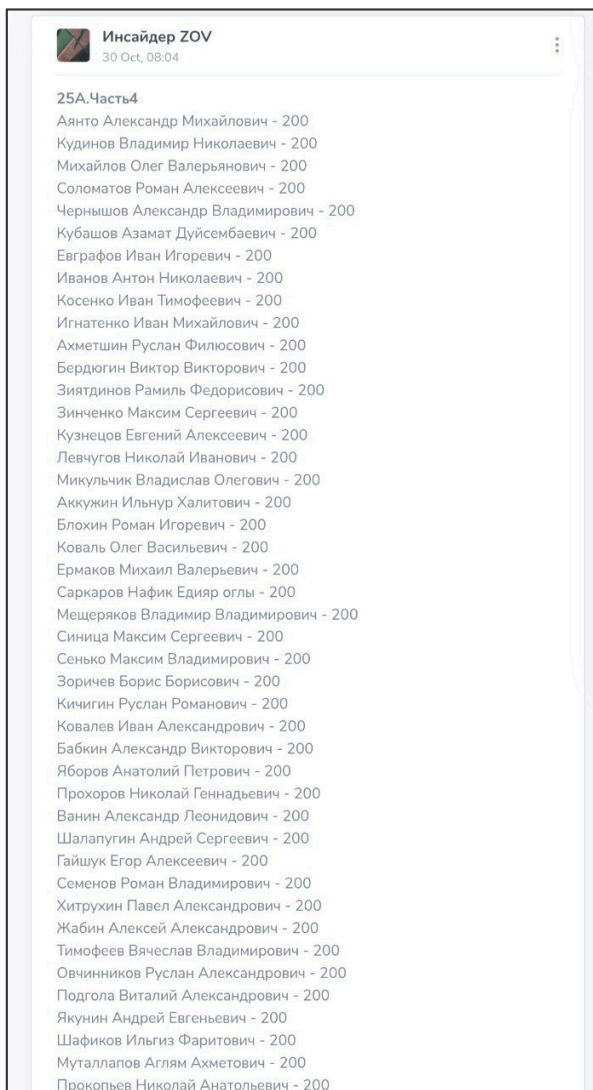 Инсайдер ZOV
30 Oct, 08:04
25А.Часть4
Аянто Александр Михайлович - 200
Кудинов Владимир Николаевич - 200
Михайлов Олег Валерьянович - 200
Соломатов Роман Алексеевич - 200
Чернышов Александр Владимирович - 200
Кубашов Азамат Дуйсембаевич - 200
Евграфов Иван Игоревич - 200
Иванов Антон Николаевич - 200
Косенко Иван Тимофеевич - 200
Игнатенко Иван Михайлович - 200
Ахметшин Руслан Филюсович - 200
Бердюгин Виктор Викторович - 200
Зиятдинов Рамиль Федорисович - 200
Зинченко Максим Сергеевич - 200
Кузнецов Евгений Алексеевич - 200
Левчугов Николай Иванович - 200
Микульчик Владислав Олегович - 200
Аккужин Ильнур Халитович - 200
Блохин Роман Игоревич - 200
Коваль Олег Васильевич - 200
Ермаков Михаил Валерьевич - 200
Саркаров Нафик Едияр оглы - 200
Мещеряков Владимир Владимирович - 200
Синица Максим Сергеевич - 200
Сенько Максим Владимирович - 200
Зоричев Борис Борисович - 200
Кичигин Руслан Романович - 200
Ковалев Иван Александрович - 200
Бабкин Александр Викторович - 200
Яборов Анатолий Петрович - 200
Прохоров Николай Геннадьевич - 200
Ванин Александр Леонидович - 200
Шалапугин Андрей Сергеевич - 200
Гайшук Егор Алексеевич - 200
Семенов Роман Владимирович - 200
Хитрухин Павел Александрович - 200
Жабин Алексей Александрович - 200
Тимофеев Вячеслав Владимирович - 200
Овчинников Руслан Александрович - 200
Подгола Виталий Александрович - 200
Якунин Андрей Евгеньевич - 200
Шафиков Ильгиз Фаритович - 200
Муталлапов Аглям Ахметович - 200
Прокопьев Николай Анатольевич - 200